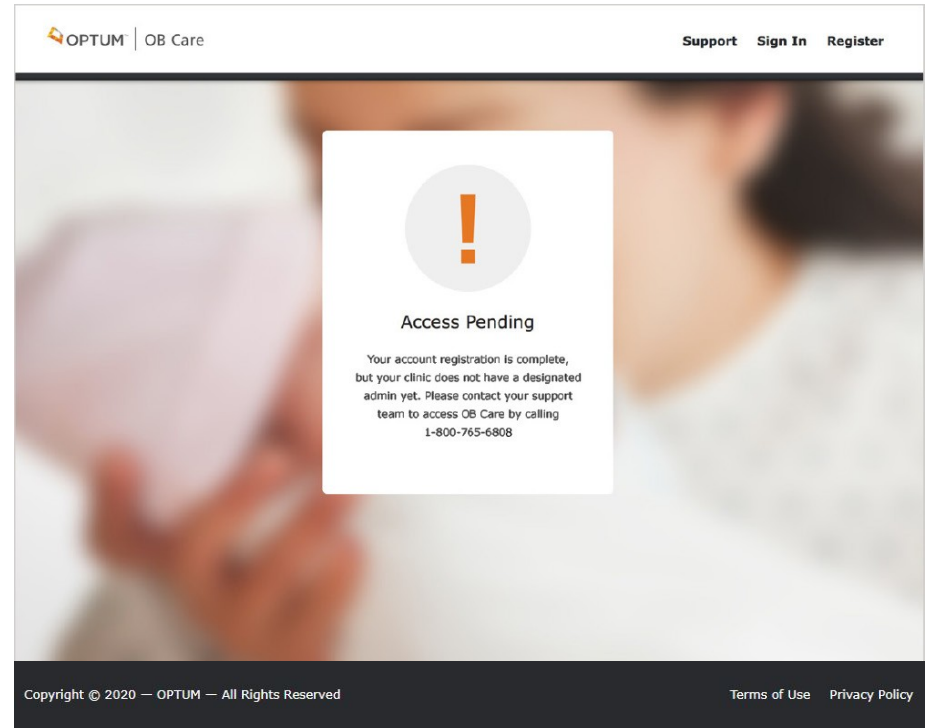 OPTUM™ | OB Care
Support Sign In Register
!
Access Pending
Your account registration is complete,
but your clinic does not have a designated
admin yet. Please contact your support
team to access OB Care by calling
1-800-765-6808
Copyright © 2020 — OPTUM — All Rights Reserved
Terms of Use Privacy Policy